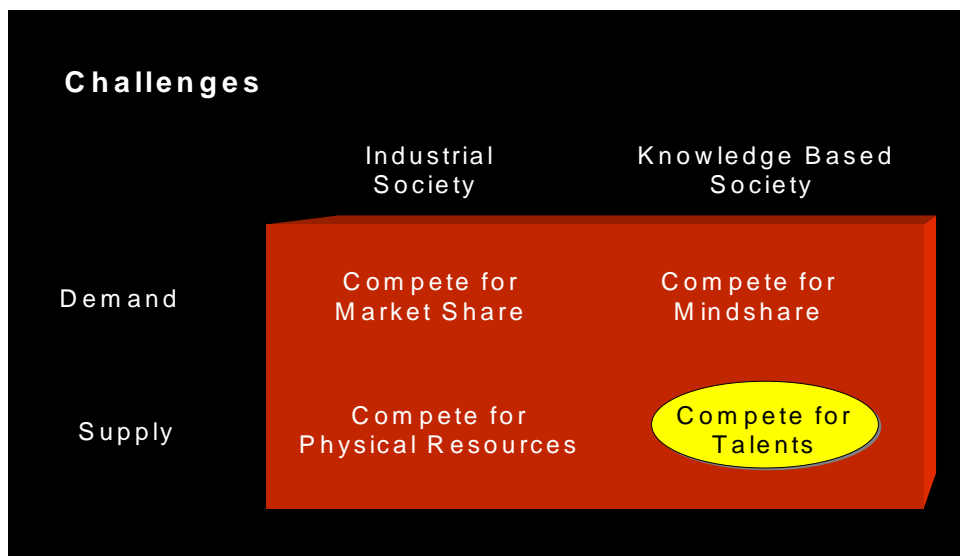 Challenges
Industrial
Society
Knowledge Based
Society
Demand
Compete for
Market Share
Compete for
Mindshare
Supply
Compete for
Physical Resources
Compete for
Talents